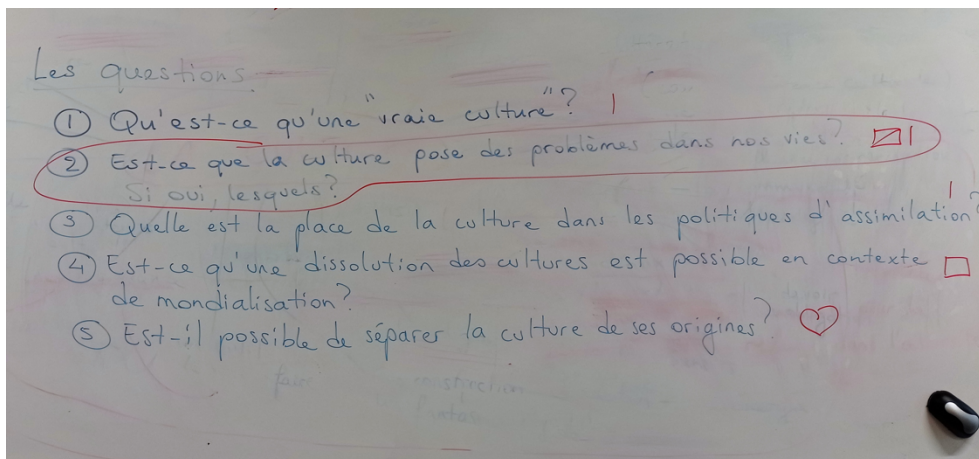 Les questions
① Qu'est-ce qu'une "vraie culture"? |
② Est-ce que la culture pose des problèmes dans nos vies? |
Si oui, lesquels?
|
③ Quelle est la place de la culture dans les politiques d'assimilation?
④ Est-ce qu'une dissolution des cultures est possible en contexte
de mondialisation?
⑤ Est-il possible de séparer la culture de ses origines?